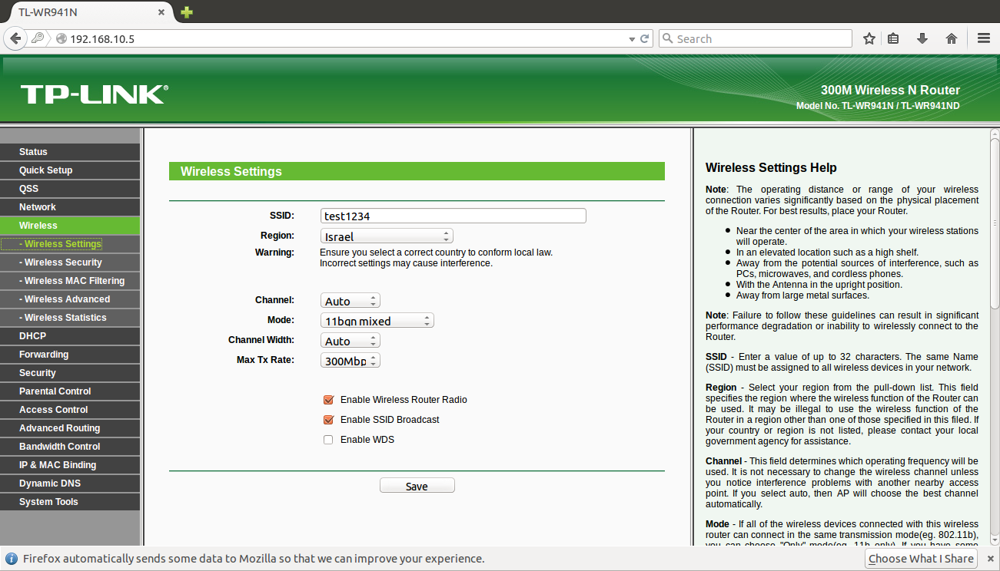 TL-WR941N
192.168.10.5
Search
TP-LINK®
300M Wireless N Router
Model No. TL-WR941N / TL-WR941ND
Status
Quick Setup
QSS
Network
Wireless
- Wireless Settings
- Wireless Security
- Wireless MAC Filtering
- Wireless Advanced
- Wireless Statistics
DHCP
Forwarding
Security
Parental Control
Access Control
Advanced Routing
Bandwidth Control
IP & MAC Binding
Dynamic DNS
System Tools
Wireless Settings
SSID: test1234
Region: Israel
Warning: Ensure you select a correct country to conform local law.
Incorrect settings may cause interference.
Channel: Auto
Mode: 11bgn mixed
Channel Width: Auto
Max Tx Rate: 300Mbp
Enable Wireless Router Radio
Enable SSID Broadcast
Enable WDS
Save
Wireless Settings Help
Note: The operating distance or range of your wireless
connection varies significantly based on the physical placement
of the Router. For best results, place your Router.
Near the center of the area in which your wireless stations
will operate.
In an elevated location such as a high shelf.
Away from the potential sources of interference, such as
PCs, microwaves, and cordless phones.
With the Antenna in the upright position.
Away from large metal surfaces.
Note: Failure to follow these guidelines can result in significant
performance degradation or inability to wirelessly connect to the
Router.
SSID - Enter a value of up to 32 characters. The same Name
(SSID) must be assigned to all wireless devices in your network.
Region - Select your region from the pull-down list. This field
specifies the region where the wireless function of the Router can
be used. It may be illegal to use the wireless function of the
Router in a region other than one of those specified in this filed. If
your country or region is not listed, please contact your local
government agency for assistance.
Channel - This field determines which operating frequency will be
used. It is not necessary to change the wireless channel unless
you notice interference problems with another nearby access
point. If you select auto, then AP will choose the best channel
automatically.
Mode - If all of the wireless devices connected with this wireless
router can connect in the same transmission mode(eg. 802.11b),
you can choose "Only" mode(eg. 11b only). If you have some
Firefox automatically sends some data to Mozilla so that we can improve your experience.
Choose What I Share